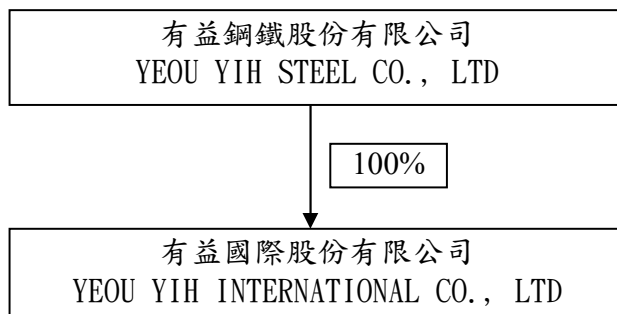 有益鋼鐵股份有限公司
YEOU YIH STEEL CO., LTD
100%
有益國際股份有限公司
YEOU YIH INTERNATIONAL CO., LTD